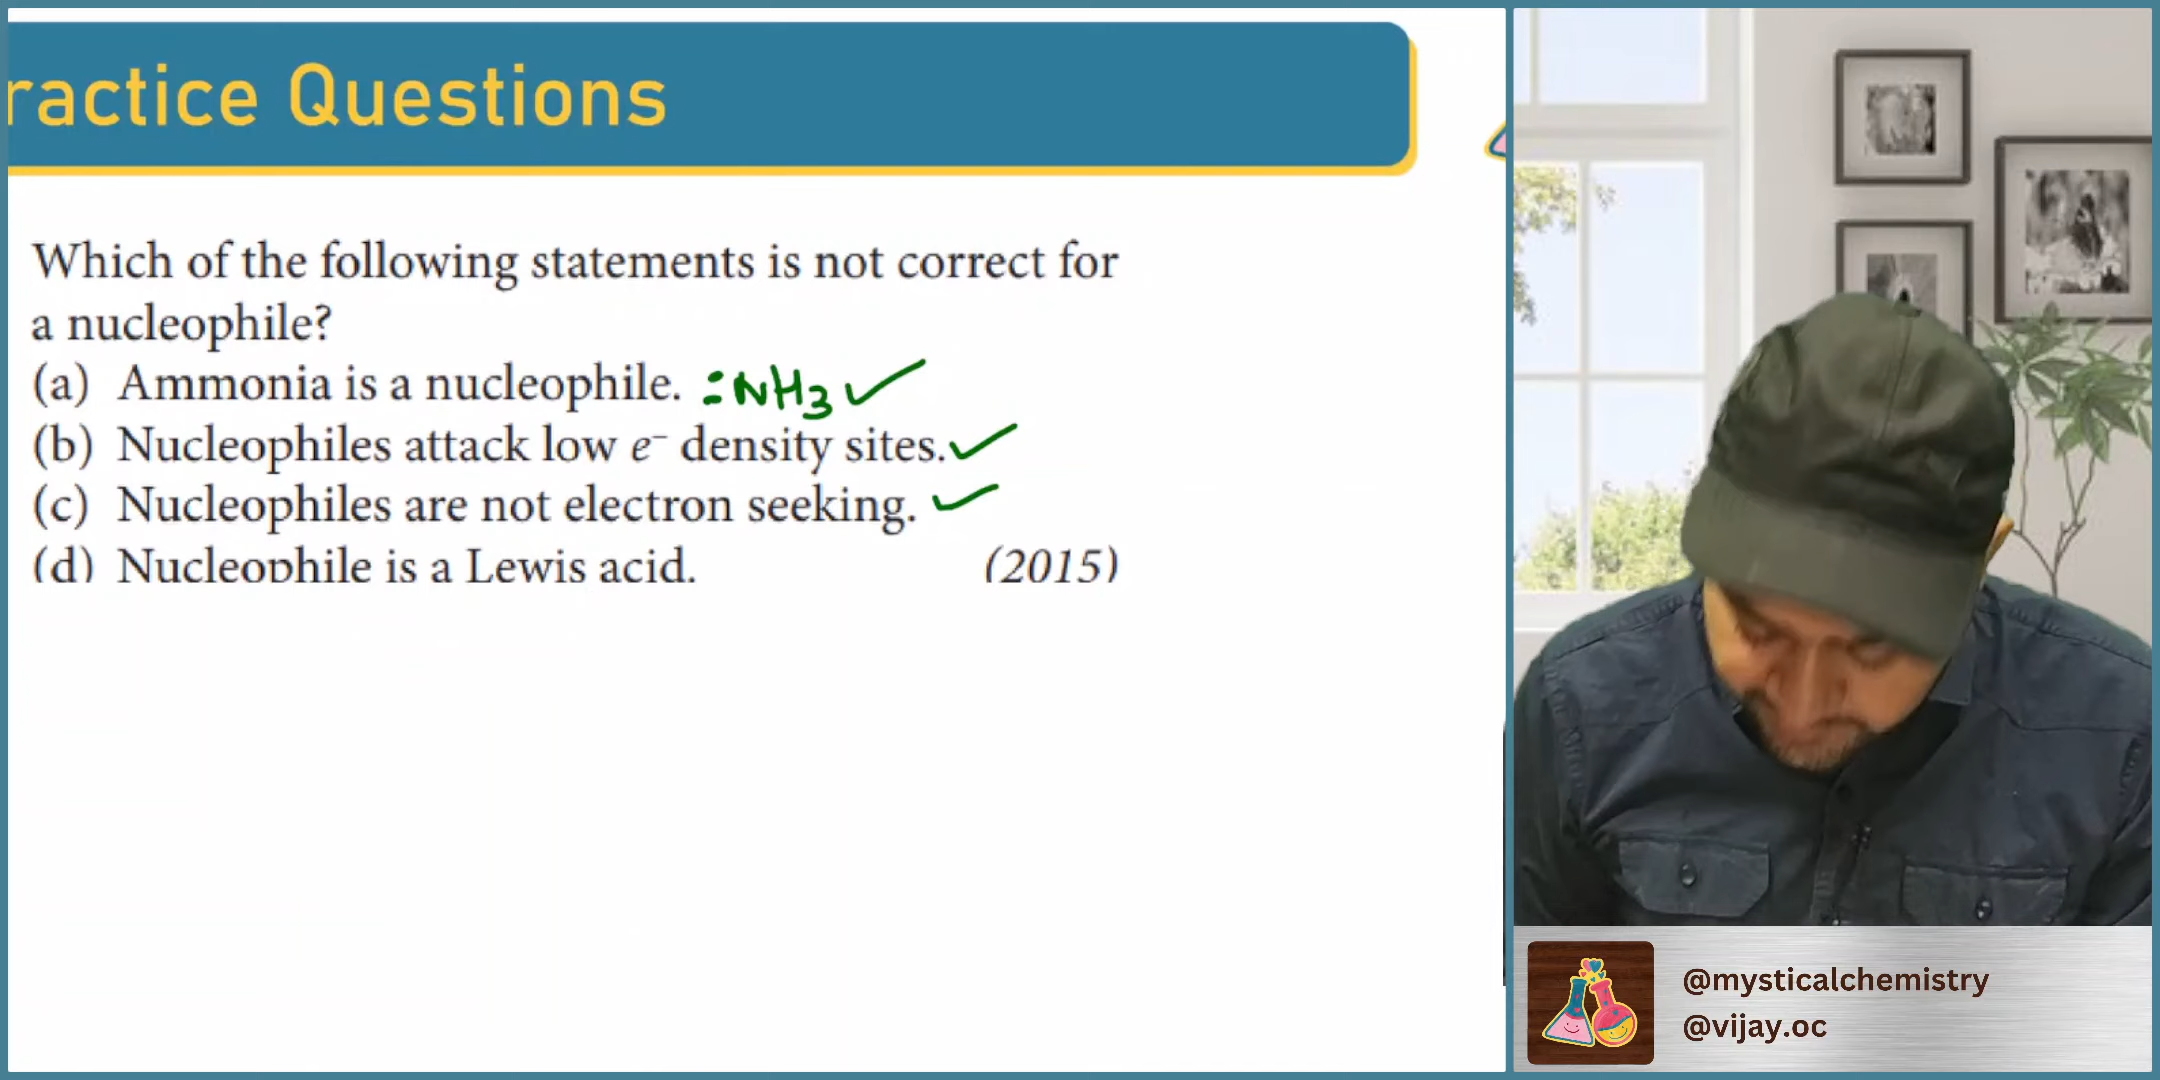 ractice Questions
Which of the following statements is not correct for
a nucleophile?
(a) Ammonia is a nucleophile. :NH3 ✓
(b) Nucleophiles attack low e⁻ density sites. ✓
(c) Nucleophiles are not electron seeking. ✓
(d) Nucleophile is a Lewis acid. (2015)
@mysticalchemistry
@vijay.oc